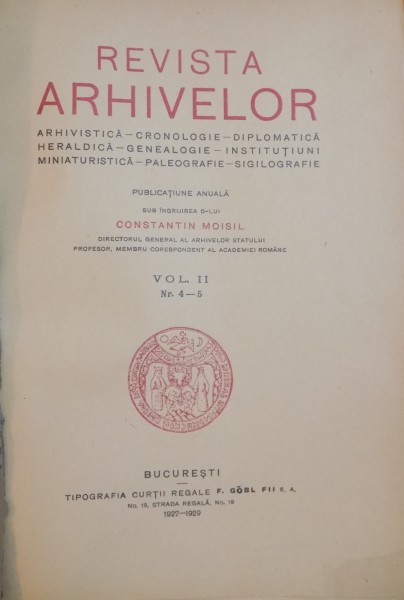 REVISTA
ARHIVELOR
ARHIVISTICĂ—CRONOLOGIE—DIPLOMATICĂ
HERALDICĂ—GENEALOGIE—INSTITUȚIUNI
MINIATURISTICĂ—PALEOGRAFIE—SIGILOGRAFIE
PUBLICAȚIUNE ANUALĂ
SUB ÎNGRIJIREA D-LUI
CONSTANTIN MOISIL
DIRECTORUL GENERAL AL ARHIVELOR STATULUI
PROFESOR, MEMBRU CORESPONDENT AL ACADEMIEI ROMÂNE
VOL. II
Nr. 4—5
BUCUREȘTI
TIPOGRAFIA CURȚII REGALE F. GÖBL FII S. A.
No. 19, STRADA REGALĂ, No. 19
1927—1929